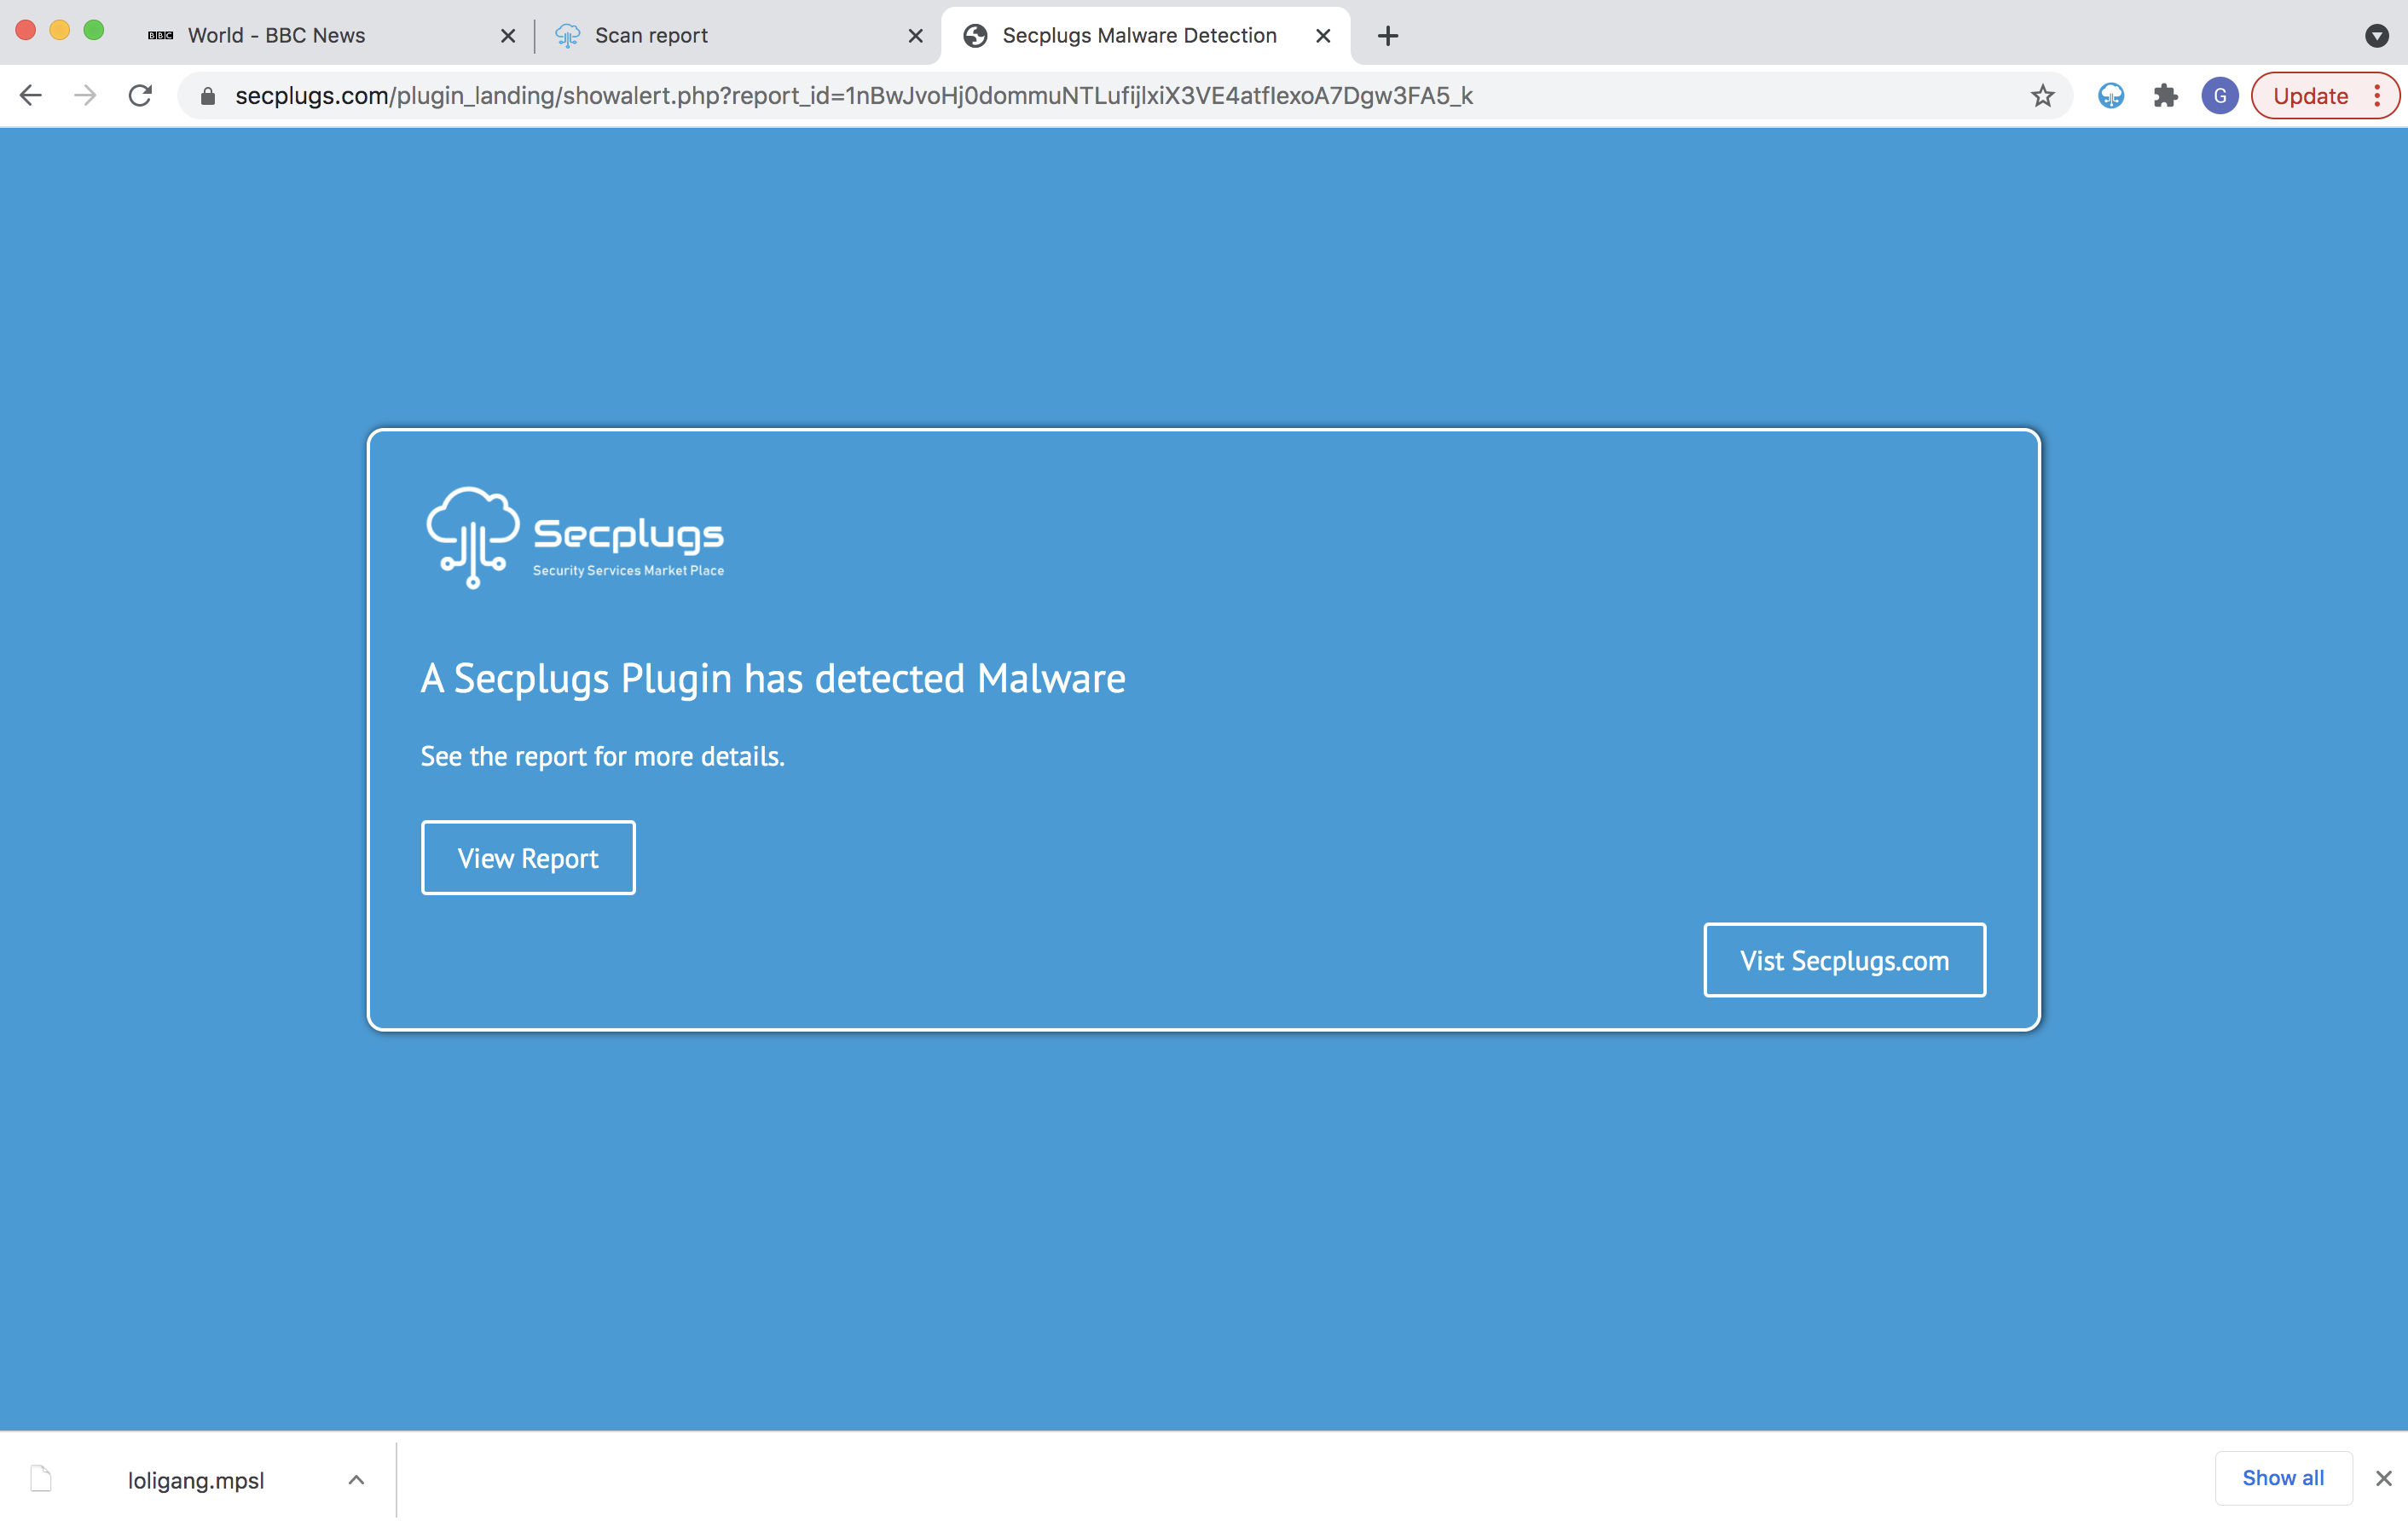 BBC World - BBC News
Scan report
Secplugs Malware Detection
secplugs.com/plugin_landing/showalert.php?report_id=1nBwJvoHj0dommuNTLufijlxiX3VE4atfIexoA7Dgw3FA5_k
G
Update
Secplugs
Security Services Market Place
A Secplugs Plugin has detected Malware
See the report for more details.
View Report
Vist Secplugs.com
loligang.mpsl
Show all